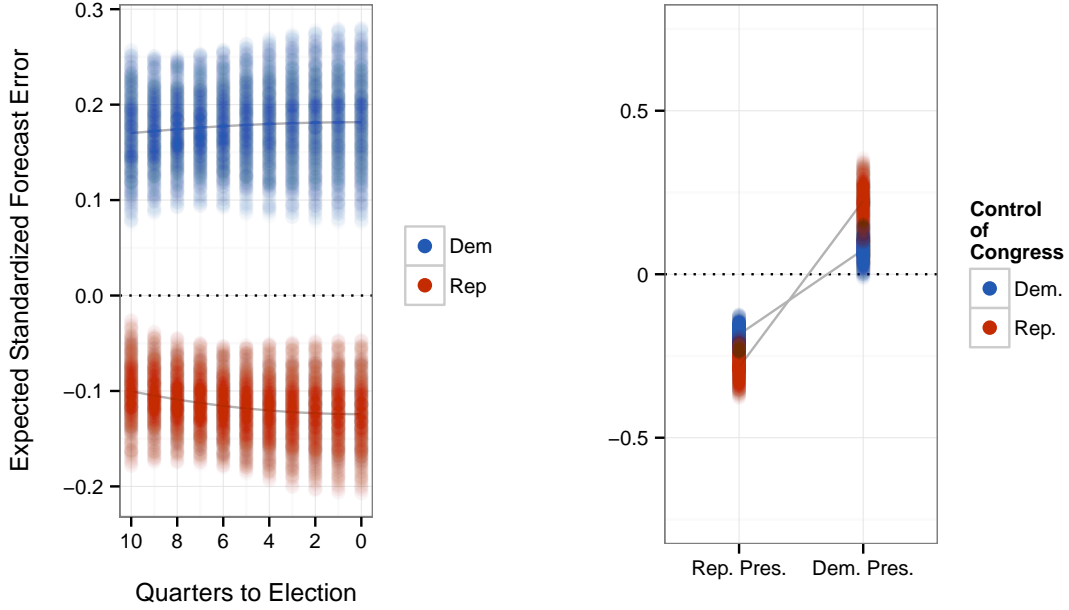 Expected Standardized Forecast Error
0.3
0.2
0.1
0.0
−0.1
−0.2
10 8 6 4 2 0
Quarters to Election
Dem
Rep
0.5
0
−0.5
Rep. Pres. Dem. Pres.
Control
of
Congress
Dem.
Rep.